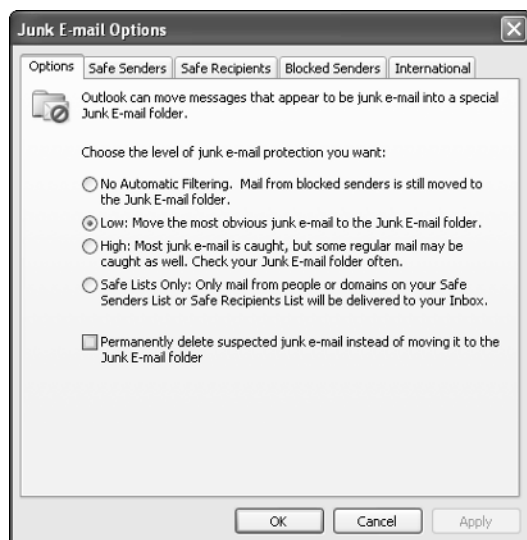 Junk E-mail Options
Options Safe Senders Safe Recipients Blocked Senders International
Outlook can move messages that appear to be junk e-mail into a special
Junk E-mail folder.
Choose the level of junk e-mail protection you want:
No Automatic Filtering. Mail from blocked senders is still moved to
the Junk E-mail folder.
Low: Move the most obvious junk e-mail to the Junk E-mail folder.
High: Most junk e-mail is caught, but some regular mail may be
caught as well. Check your Junk E-mail folder often.
Safe Lists Only: Only mail from people or domains on your Safe
Senders List or Safe Recipients List will be delivered to your Inbox.
Permanently delete suspected junk e-mail instead of moving it to the
Junk E-mail folder
OK Cancel Apply